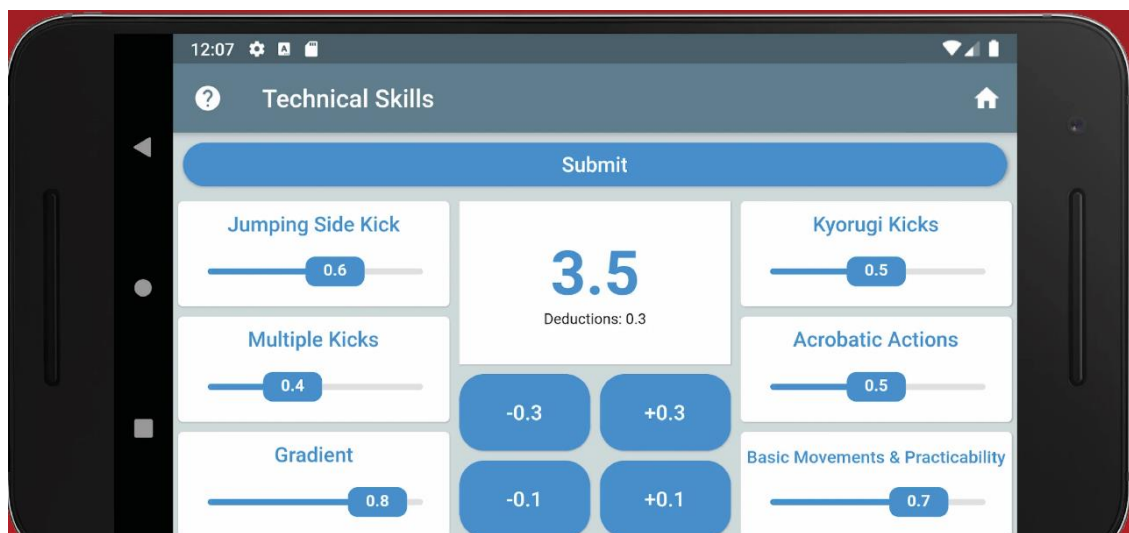 12:07
Technical Skills
Submit
Jumping Side Kick
0.6
Multiple Kicks
0.4
Gradient
0.8
3.5
Deductions: 0.3
-0.3
+0.3
-0.1
+0.1
Kyorugi Kicks
0.5
Acrobatic Actions
0.5
Basic Movements & Practicability
0.7